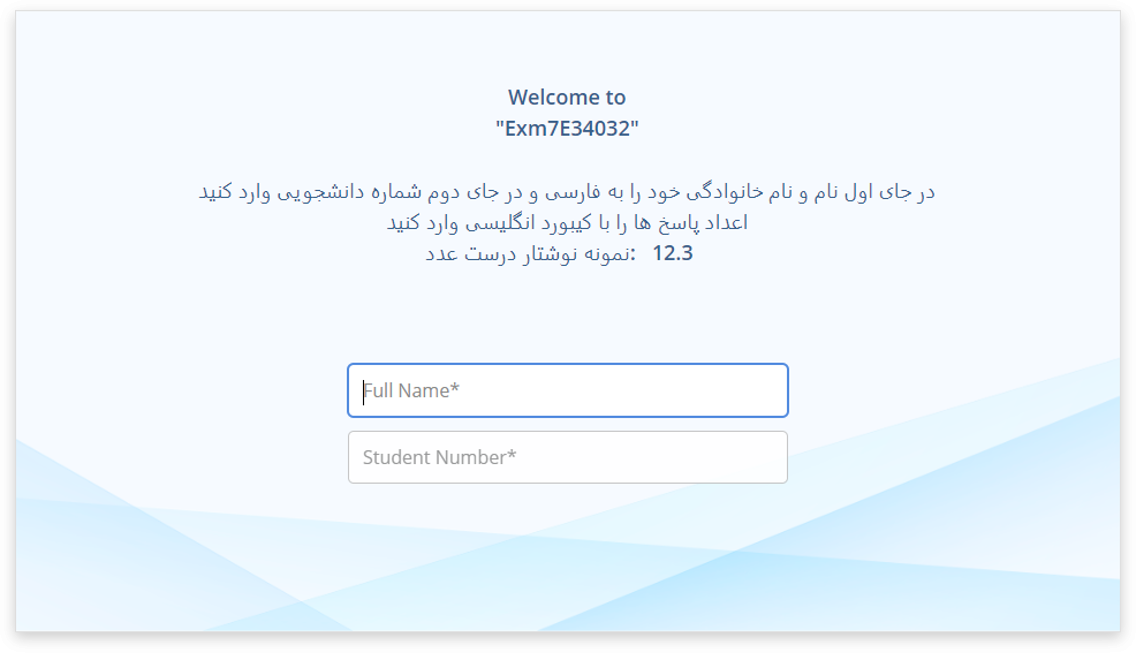 Welcome to
"Exm7E34032"
در جای اول نام و نام خانوادگی خود را به فارسی و در جای دوم شماره دانشجویی وارد کنید
اعداد پاسخ ها را با کیبورد انگلیسی وارد کنید
نمونه نوشتار درست عدد:   12.3
Full Name*
Student Number*